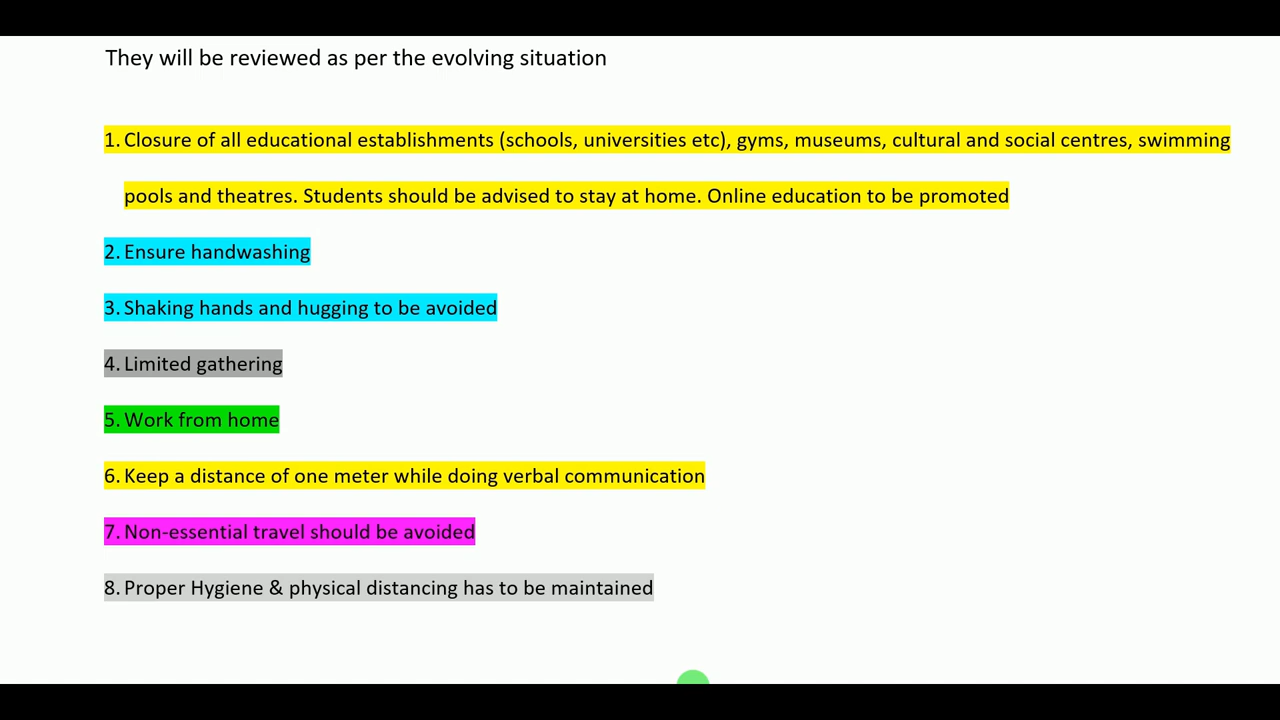 They will be reviewed as per the evolving situation
1. Closure of all educational establishments (schools, universities etc), gyms, museums, cultural and social centres, swimming
pools and theatres. Students should be advised to stay at home. Online education to be promoted
2. Ensure handwashing
3. Shaking hands and hugging to be avoided
4. Limited gathering
5. Work from home
6. Keep a distance of one meter while doing verbal communication
7. Non-essential travel should be avoided
8. Proper Hygiene & physical distancing has to be maintained